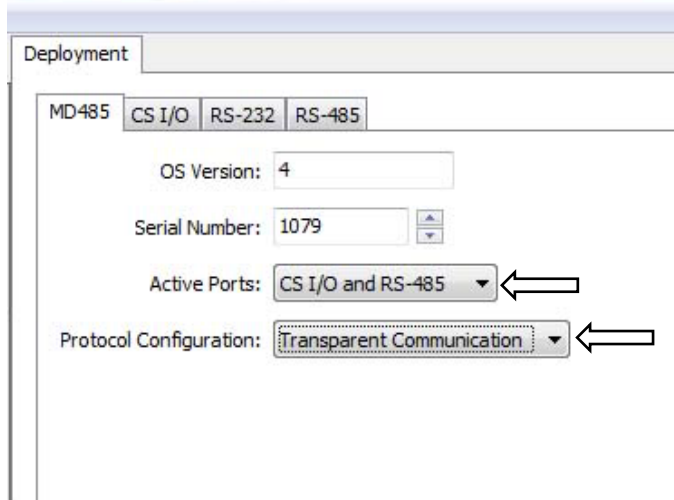 Deployment
MD485 CS I/O RS-232 RS-485
OS Version: 4
Serial Number: 1079
Active Ports: CS I/O and RS-485
Protocol Configuration: Transparent Communication